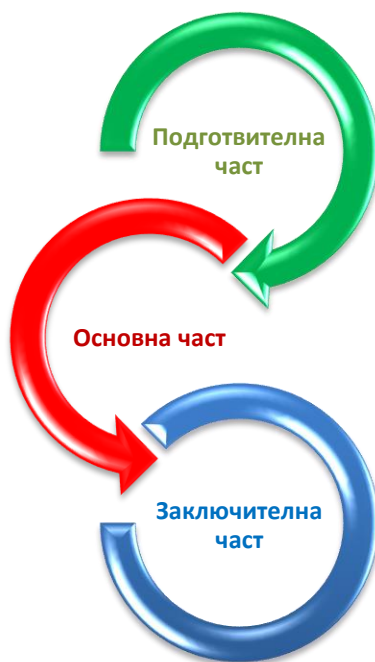 Подготвителна
част
Основна част
Заключителна
част